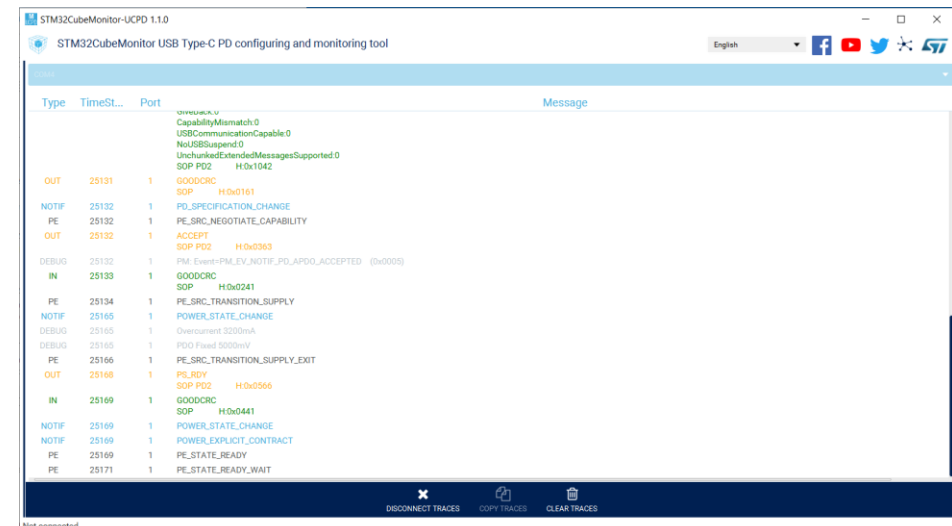 STM32CubeMonitor-UCPD 1.1.0
STM32CubeMonitor USB Type-C PD configuring and monitoring tool English
Type TimeSt... Port Message
GiveBack:0
CapabilityMismatch:0
USBCommunicationCapable:0
NoUSBSuspend:0
UnchunkedExtendedMessagesSupported:0
SOP PD2 H:0x1042
OUT 25131 1 GOODCRC
SOP H:0x0161
NOTIF 25132 1 PD_SPECIFICATION_CHANGE
PE 25132 1 PE_SRC_NEGOTIATE_CAPABILITY
OUT 25132 1 ACCEPT
SOP PD2 H:0x0363
DEBUG 25132 1 PM: Event=PM_EV_NOTIF_PD_APDO_ACCEPTED (0x0005)
IN 25133 1 GOODCRC
SOP H:0x0241
PE 25134 1 PE_SRC_TRANSITION_SUPPLY
NOTIF 25165 1 POWER_STATE_CHANGE
DEBUG 25165 1 Overcurrent 3200mA
DEBUG 25165 1 PDO Fixed 5000mV
PE 25166 1 PE_SRC_TRANSITION_SUPPLY_EXIT
OUT 25168 1 PS_RDY
SOP PD2 H:0x0566
IN 25169 1 GOODCRC
SOP H:0x0441
NOTIF 25169 1 POWER_STATE_CHANGE
NOTIF 25169 1 POWER_EXPLICIT_CONTRACT
PE 25169 1 PE_STATE_READY
PE 25171 1 PE_STATE_READY_WAIT
DISCONNECT TRACES COPY TRACES CLEAR TRACES
Not connected